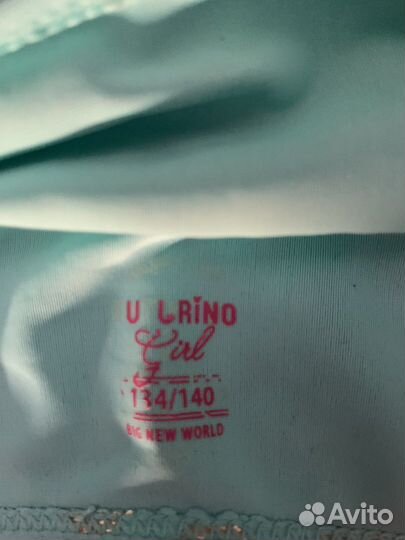 U LRINO
Girl
134/140
BIG NEW WORLD
Avito